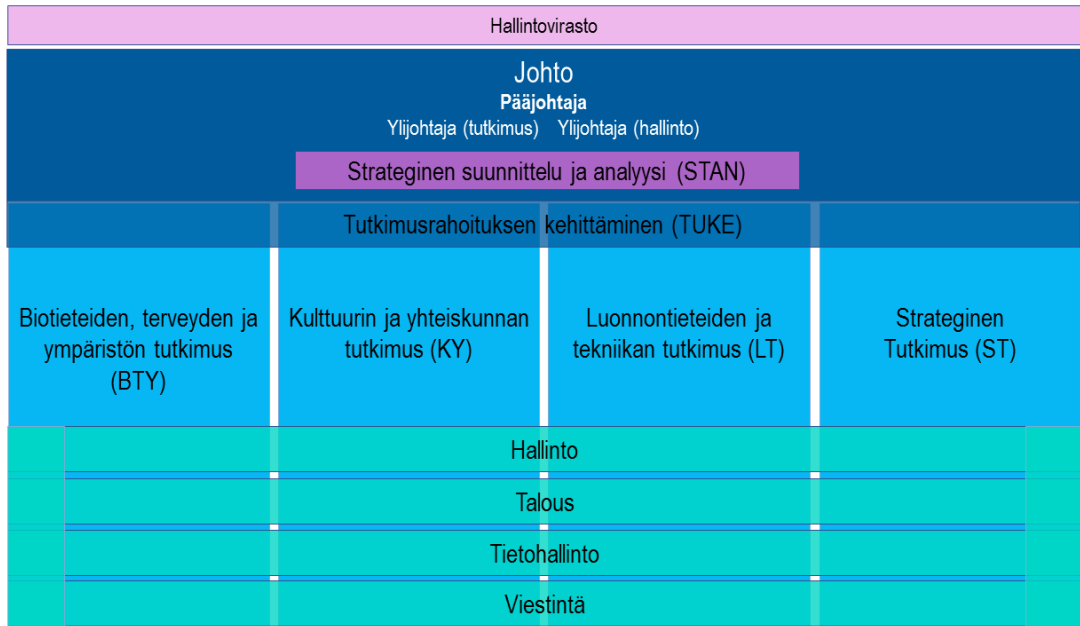 Hallintovirasto
Johto
Pääjohtaja
Ylijohtaja (tutkimus) Ylijohtaja (hallinto)
Strateginen suunnittelu ja analyysi (STAN)
Tutkimusrahoituksen kehittäminen (TUKE)
Biotieteiden, terveyden ja
ympäristön tutkimus
(BTY)
Kulttuurin ja yhteiskunnan
tutkimus (KY)
Luonnontieteiden ja
tekniikan tutkimus (LT)
Strateginen
Tutkimus (ST)
Hallinto
Talous
Tietohallinto
Viestintä